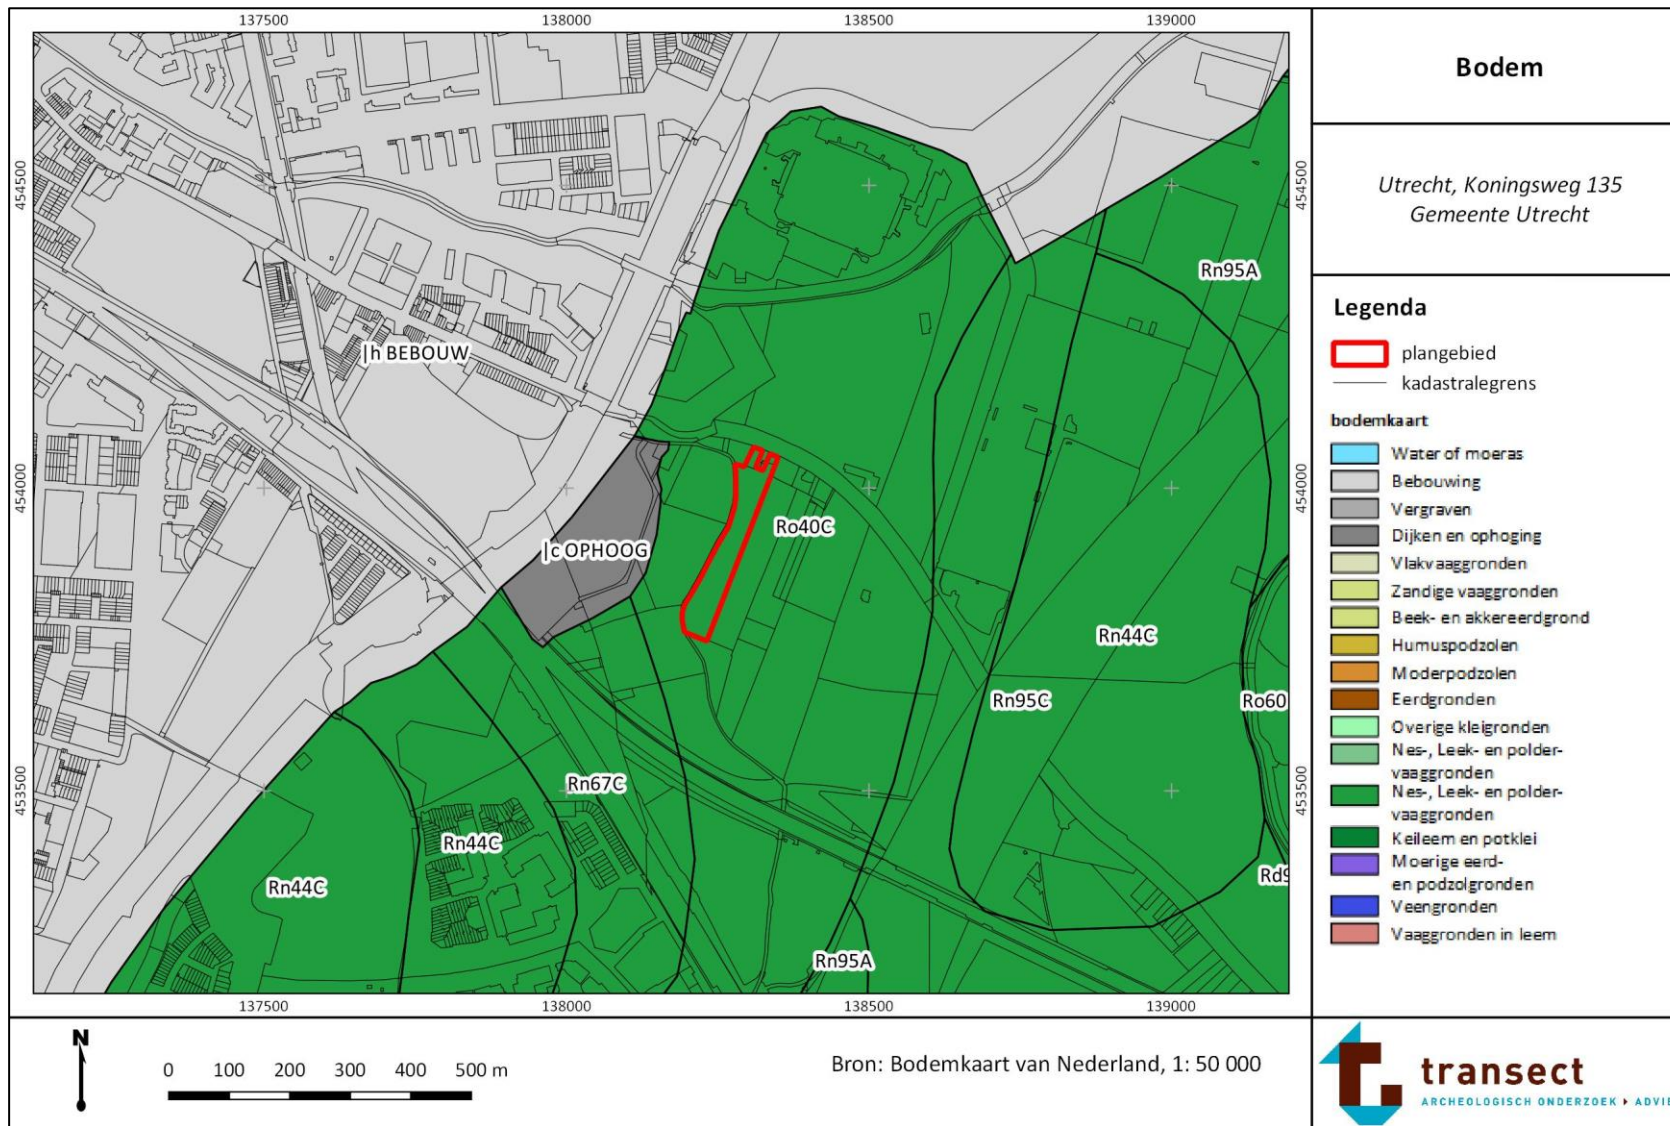 137500 138000 138500 139000
454500
454000
453500
454500
454000
453500
|h BEBOUW
|c OPHOOG
Ro40C
Rn95A
Rn44C
Rn95C
Ro60
Rn67C
Rn44C
Rn44C
Rn95A
Rd9
137500 138000 138500 139000
N
0 100 200 300 400 500 m
Bron: Bodemkaart van Nederland, 1: 50 000
Bodem
Utrecht, Koningsweg 135
Gemeente Utrecht
Legenda
plangebied
kadastralegrens
bodemkaart
Water of moeras
Bebouwing
Vergraven
Dijken en ophoging
Vlakvaaggronden
Zandige vaaggronden
Beek- en akkereerdgrond
Humuspodzolen
Moderpodzolen
Eerdgronden
Overige kleigronden
Nes-, Leek- en polder-
vaaggronden
Nes-, Leek- en polder-
vaaggronden
Keileem en potklei
Moerige eerd-
en podzolgronden
Veengronden
Vaaggronden in leem
transect
ARCHEOLOGISCH ONDERZOEK ▸ ADVIE